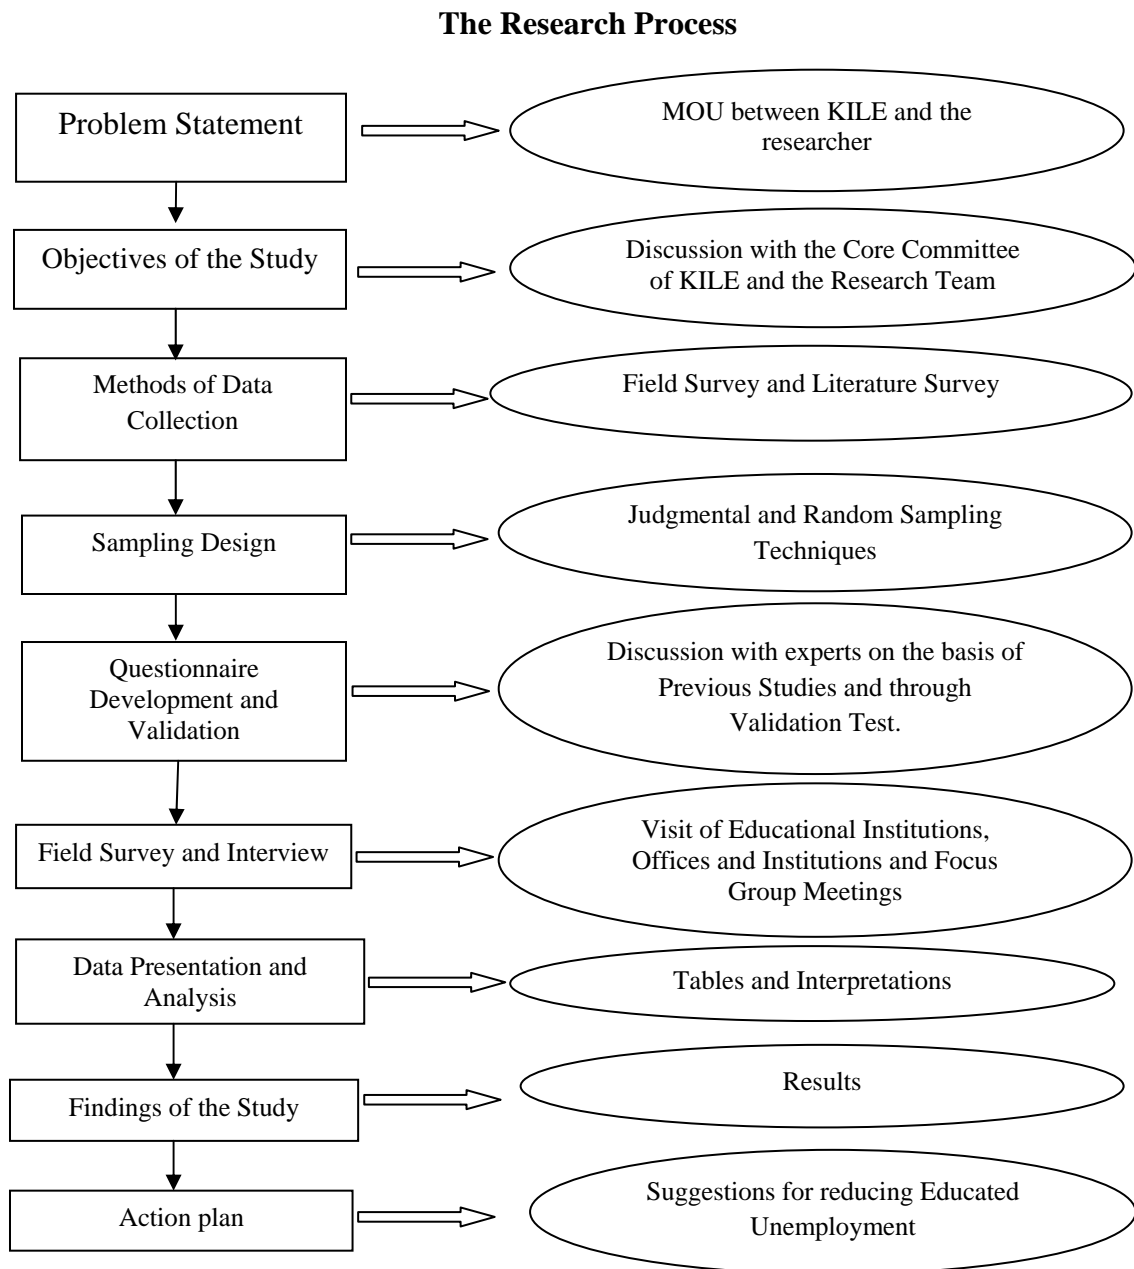 The Research Process
Problem Statement
MOU between KILE and the
researcher
Objectives of the Study
Discussion with the Core Committee
of KILE and the Research Team
Methods of Data
Collection
Field Survey and Literature Survey
Sampling Design
Judgmental and Random Sampling
Techniques
Questionnaire
Development and
Validation
Discussion with experts on the basis of
Previous Studies and through
Validation Test.
Field Survey and Interview
Visit of Educational Institutions,
Offices and Institutions and Focus
Group Meetings
Data Presentation and
Analysis
Tables and Interpretations
Findings of the Study
Results
Action plan
Suggestions for reducing Educated
Unemployment